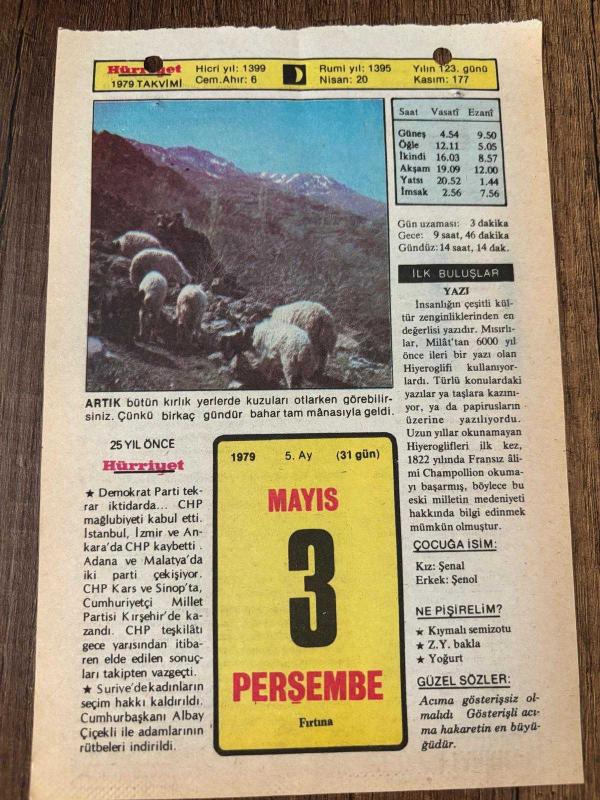 Hürriyet
1979 TAKVİMİ
Hicri yıl: 1399
Cem.Ahır: 6
Rumi yıl: 1395
Nisan: 20
Yılın 123. günü
Kasım: 177
Saat Vasatî Ezanî
Güneş 4.54 9.50
Öğle 12.11 5.05
İkindi 16.03 8.57
Akşam 19.09 12.00
Yatsı 20.52 1.44
İmsak 2.56 7.56
Gün uzaması: 3 dakika
Gece: 9 saat, 46 dakika
Gündüz: 14 saat, 14 dak.
İLK BULUŞLAR
YAZI
İnsanlığın çeşitli kül-
tür zenginliklerinden en
değerlisi yazıdır. Mısırlı-
lar, Milât'tan 6000 yıl
önce ileri bir yazı olan
Hiyeroglifi kullanıyor-
lardı. Türlü konulardaki
yazılar ya taşlara kazını-
yor, ya da papirusların
üzerine yazılıyordu.
Uzun yıllar okunamayan
Hiyeroglifleri ilk kez,
1822 yılında Fransız âli-
mi Champollion okuma-
yı başarmış, böylece bu
eski milletin medeniyeti
hakkında bilgi edinmek
mümkün olmuştur.
ÇOCUĞA İSİM:
Kız: Şenal
Erkek: Şenol
NE PİŞİRELİM?
★ Kıymalı semizotu
★ Z.Y. bakla
★ Yoğurt
GÜZEL SÖZLER:
Acıma gösterişsiz ol-
malıdı Gösterişli acı-
ma hakaretin en büyü-
ğüdür.
ARTIK bütün kırlık yerlerde kuzuları otlarken görebilir-
siniz. Çünkü birkaç gündür bahar tam mânasıyla geldi.
25 YIL ÖNCE
Hürriyet
★ Demokrat Parti tek-
rar iktidarda... CHP
mağlubiyeti kabul etti.
İstanbul, İzmir ve An-
kara'da CHP kaybetti .
Adana ve Malatya'da
iki parti çekişiyor.
CHP Kars ve Sinop'ta,
Cumhuriyetçi Millet
Partisi Kırşehir'de ka-
zandı. CHP teşkilâtı
gece yarısından itiba-
ren elde edilen sonuç-
ları takipten vazgeçti.
★ Suriye'de kadınların
seçim hakkı kaldırıldı.
Cumhurbaşkanı Albay
Çiçekli ile adamlarının
rütbeleri indirildi.
1979 5. Ay (31 gün)
MAYIS
3
PERŞEMBE
Fırtına